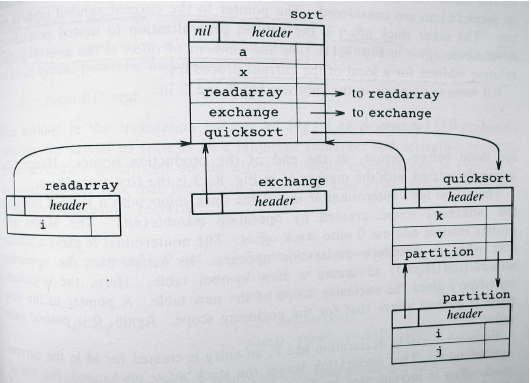 sort
nil header
a
x
readarray to readarray
exchange to exchange
quicksort
readarray
header
i
exchange
header
quicksort
header
k
v
partition
partition
header
i
j